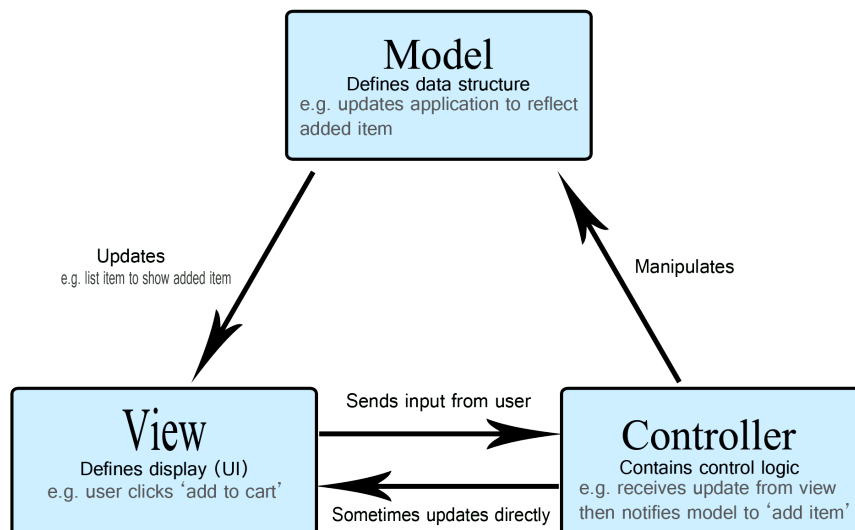 Model
Defines data structure
e.g. updates application to reflect
added item
Updates
e.g. list item to show added item
Manipulates
View
Defines display (UI)
e.g. user clicks ‘add to cart’
Sends input from user
Sometimes updates directly
Controller
Contains control logic
e.g. receives update from view
then notifies model to ‘add item’